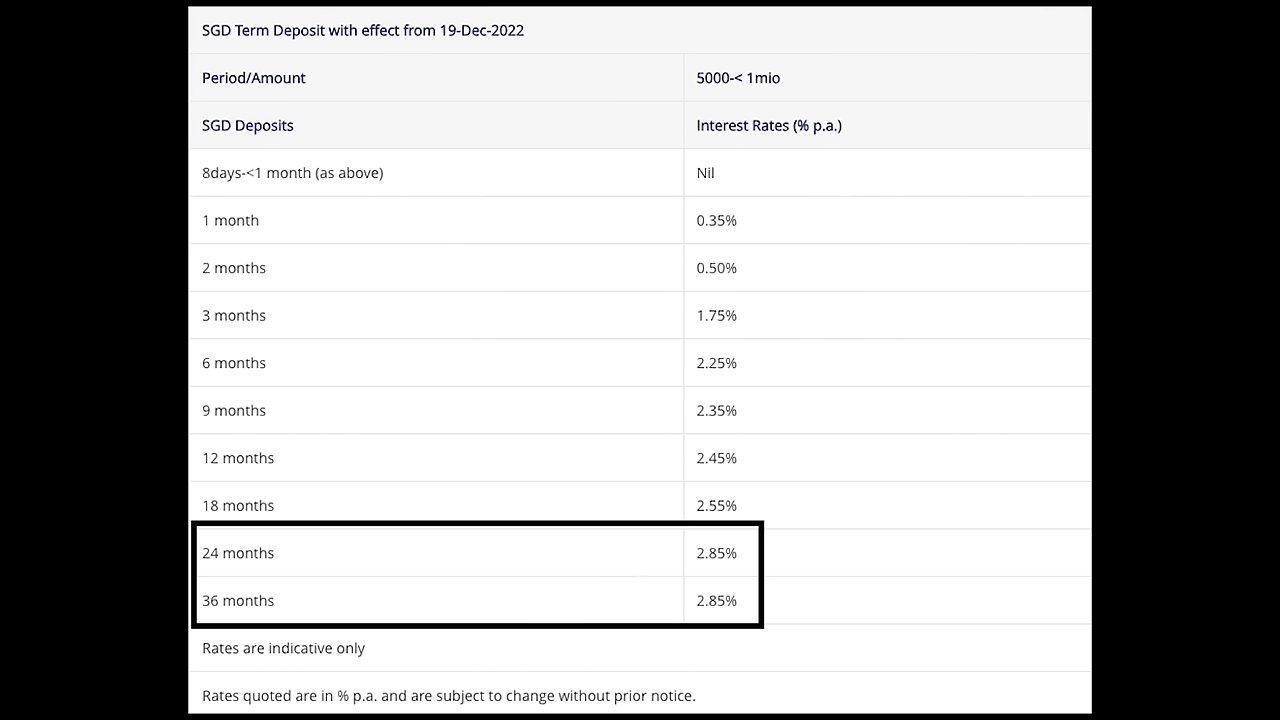 SGD Term Deposit with effect from 19-Dec-2022
Period/Amount 5000-< 1mio
SGD Deposits Interest Rates (% p.a.)
8days-<1 month (as above) Nil
1 month 0.35%
2 months 0.50%
3 months 1.75%
6 months 2.25%
9 months 2.35%
12 months 2.45%
18 months 2.55%
24 months 2.85%
36 months 2.85%
Rates are indicative only
Rates quoted are in % p.a. and are subject to change without prior notice.